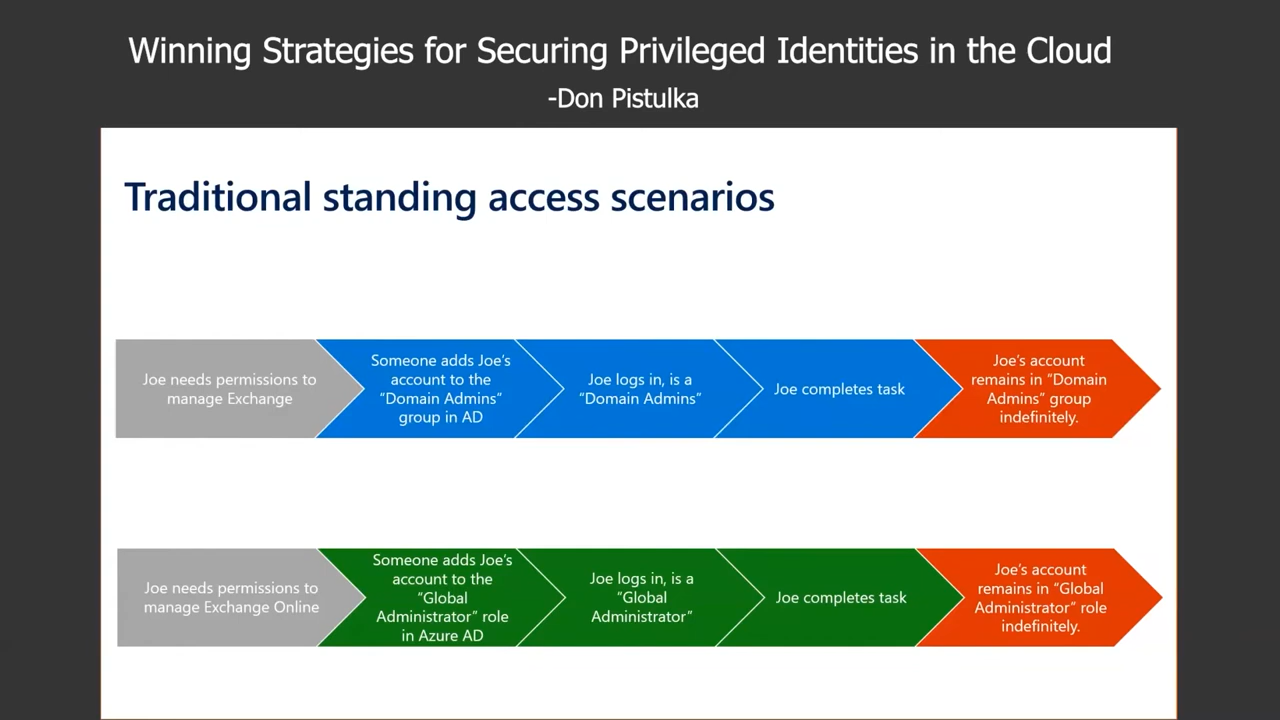 Winning Strategies for Securing Privileged Identities in the Cloud
-Don Pistulka
Traditional standing access scenarios
Joe needs permissions to
manage Exchange
Someone adds Joe's
account to the
“Domain Admins”
group in AD
Joe logs in, is a
“Domain Admins”
Joe completes task
Joe's account
remains in “Domain
Admins” group
indefinitely.
Joe needs permissions to
manage Exchange Online
Someone adds Joe's
account to the
“Global
Administrator” role
in Azure AD
Joe logs in, is a
“Global
Administrator”
Joe completes task
Joe's account
remains in “Global
Administrator” role
indefinitely.